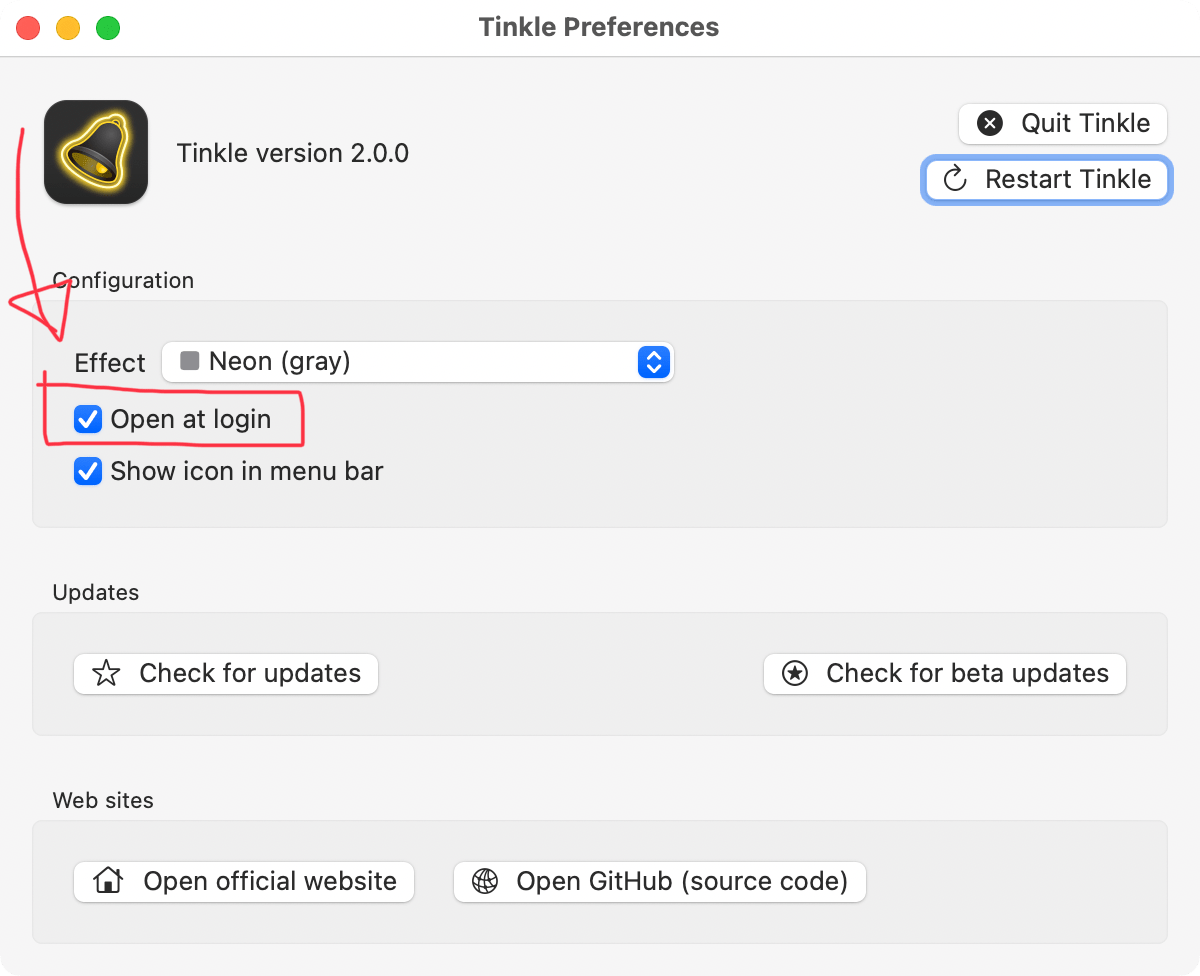 Tinkle Preferences
Tinkle version 2.0.0
Quit Tinkle
Restart Tinkle
Configuration
Effect Neon (gray)
Open at login
Show icon in menu bar
Updates
Check for updates Check for beta updates
Web sites
Open official website Open GitHub (source code)